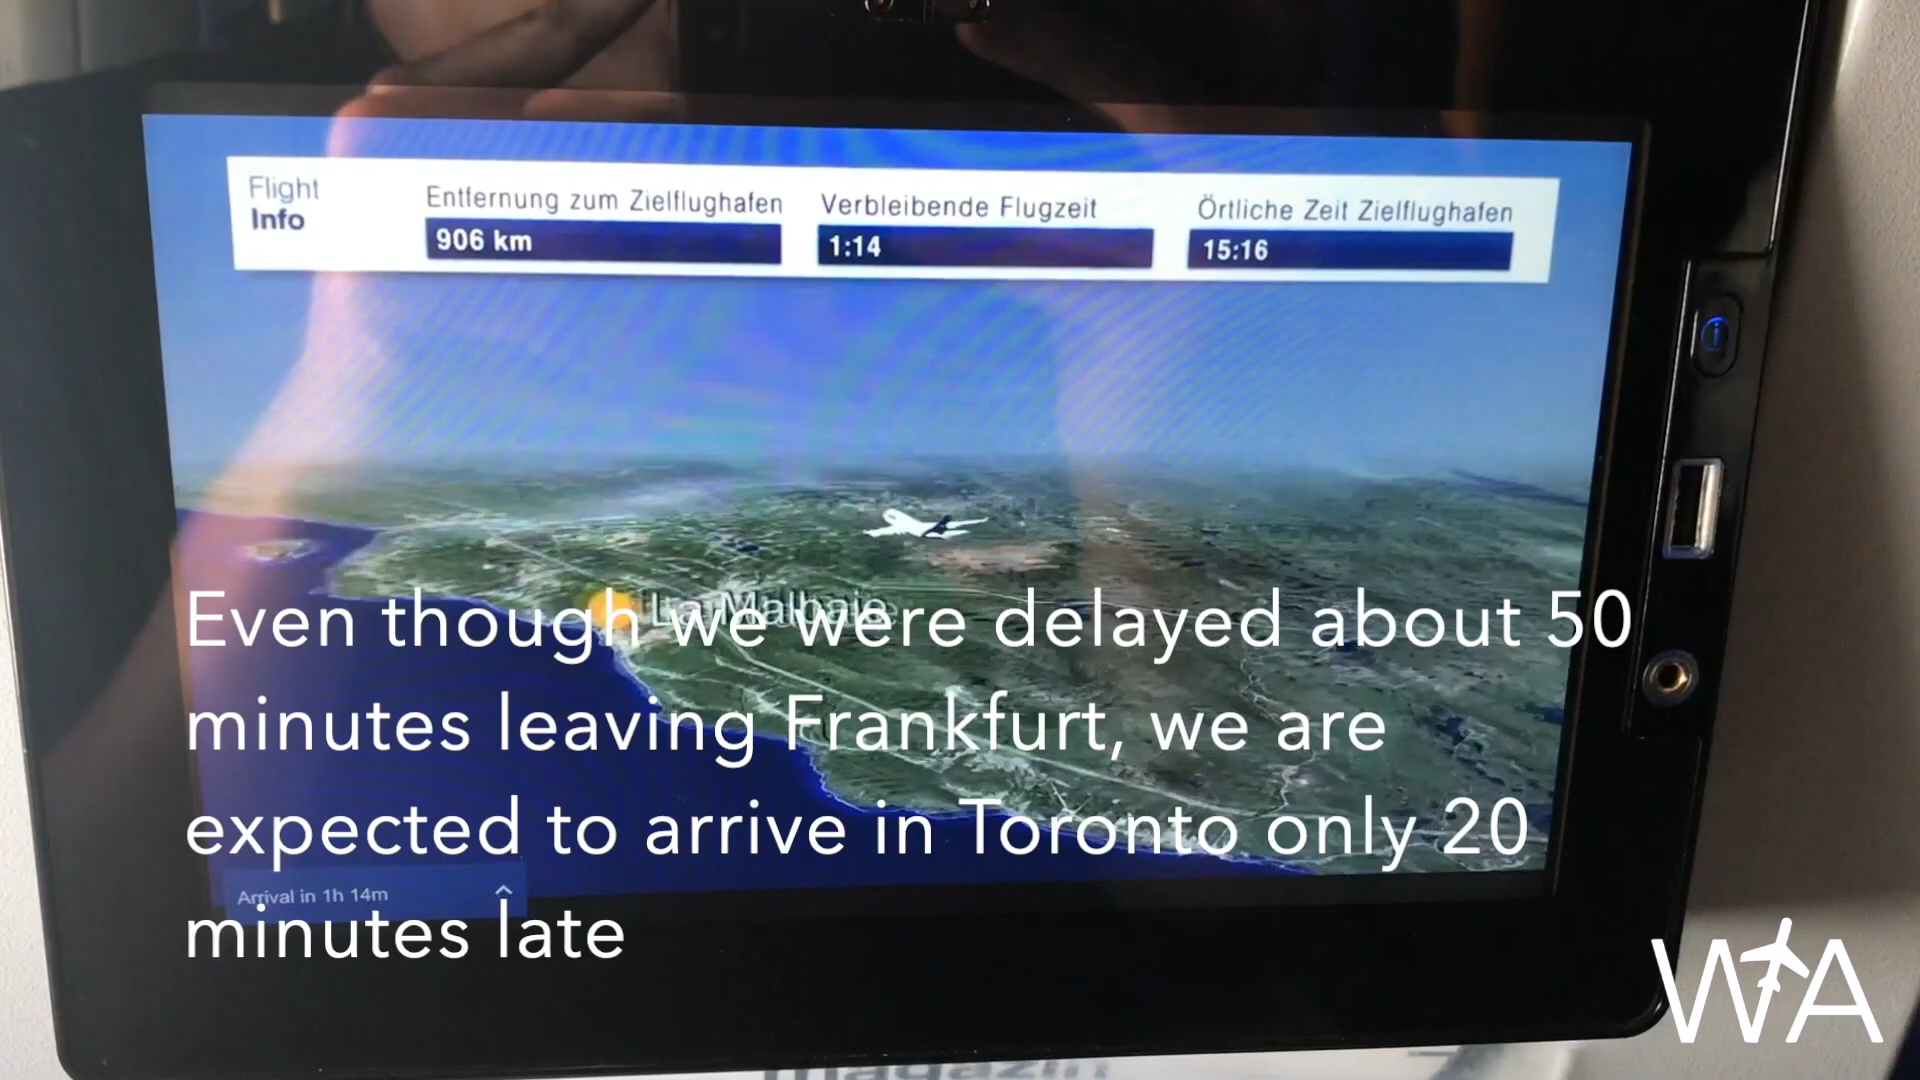 Flight
Info
Entfernung zum Zielflughafen
906 km
Verbleibende Flugzeit
1:14
Örtliche Zeit Zielflughafen
15:16
La Malbaie
Even though we were delayed about 50
minutes leaving Frankfurt, we are
expected to arrive in Toronto only 20
minutes late
Arrival in 1h 14m
WA
magazin